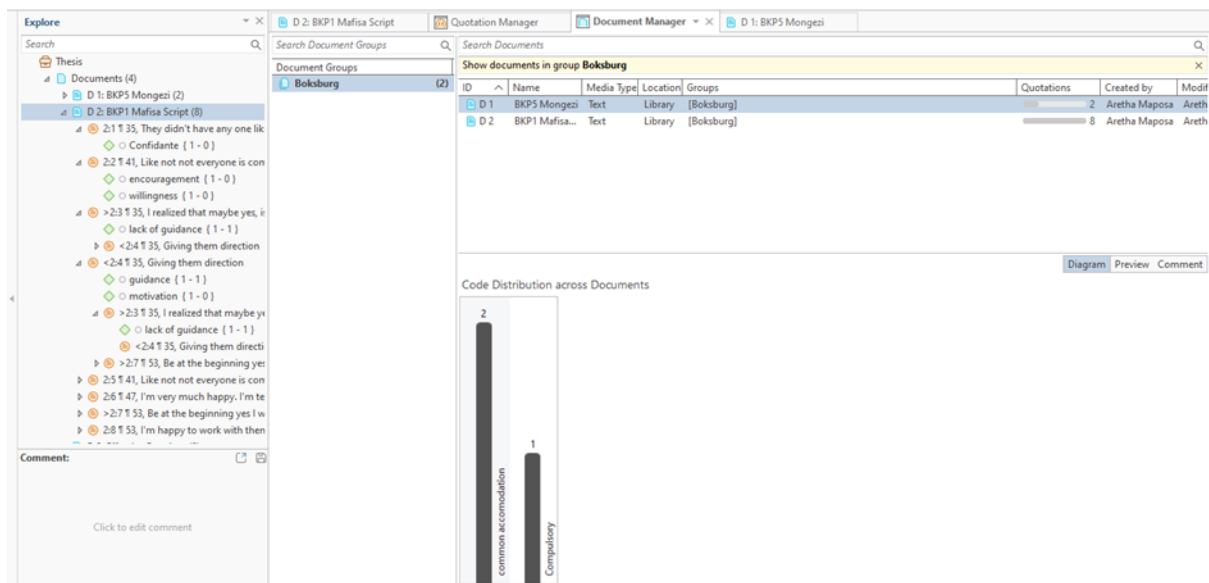 Explore
D 2: BKP1 Mafisa Script
Quotation Manager
Document Manager
D 1: BKP5 Mongezi
Search
Thesis
Documents (4)
D 1: BKP5 Mongezi (2)
D 2: BKP1 Mafisa Script (8)
2:1 ¶ 35, They didn't have any one lik
Confidante { 1 - 0 }
2:2 ¶ 41, Like not not everyone is con
encouragement { 1 - 0 }
willingness { 1 - 0 }
>2:3 ¶ 35, I realized that maybe yes, is
lack of guidance { 1 - 1 }
<2:4 ¶ 35, Giving them direction
<2:4 ¶ 35, Giving them direction
guidance { 1 - 1 }
motivation { 1 - 0 }
>2:3 ¶ 35, I realized that maybe ye
lack of guidance { 1 - 1 }
<2:4 ¶ 35, Giving them directi
>2:7 ¶ 53, Be at the beginning yes
2:5 ¶ 41, Like not not everyone is con
2:6 ¶ 47, I'm very much happy. I'm te
>2:7 ¶ 53, Be at the beginning yes I w
2:8 ¶ 53, I'm happy to work with then
Comment:
Click to edit comment
Search Document Groups
Document Groups
Boksburg (2)
Search Documents
Show documents in group Boksburg
ID Name Media Type Location Groups Quotations Created by Modif
D 1 BKP5 Mongezi Text Library [Boksburg] 2 Aretha Maposa Areth
D 2 BKP1 Mafisa... Text Library [Boksburg] 8 Aretha Maposa Areth
Diagram Preview Comment
Code Distribution across Documents
2
common accomodation
1
Compulsory